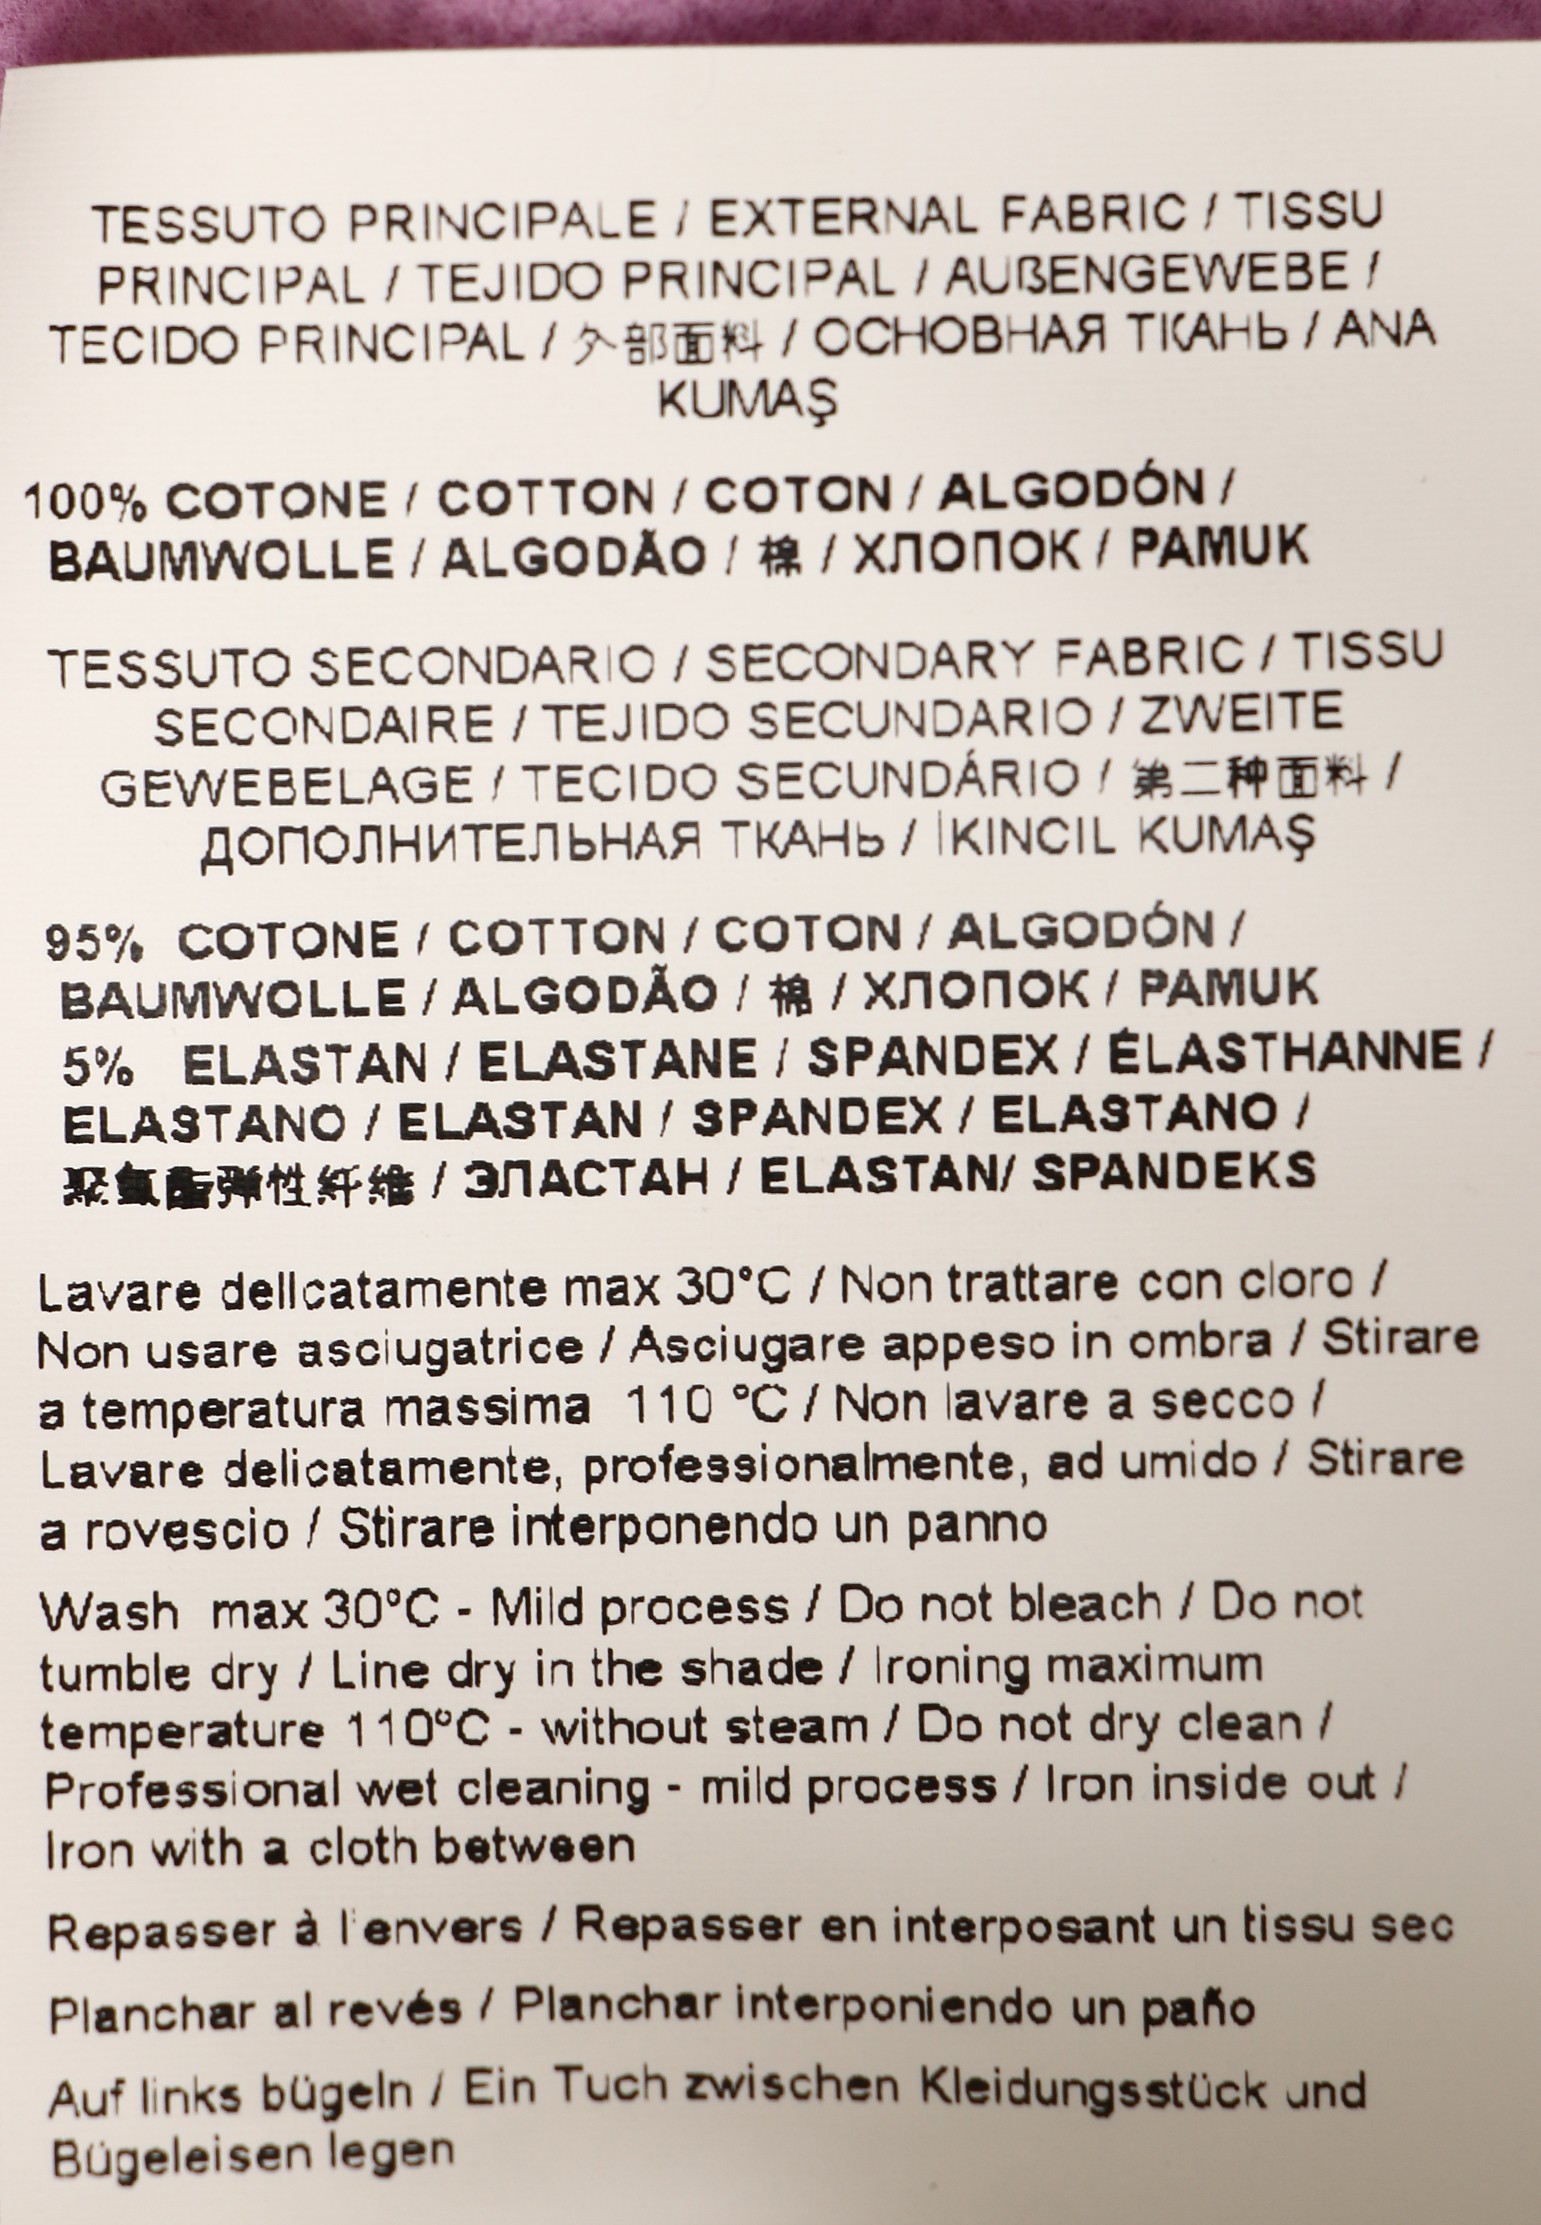 TESSUTO PRINCIPALE / EXTERNAL FABRIC / TISSU
PRINCIPAL / TEJIDO PRINCIPAL / AUßENGEWEBE /
TECIDO PRINCIPAL / 外部面料 / ОСНОВНАЯ ТКАНЬ / ANA
KUMAŞ
100% COTONE / COTTON / COTON / ALGODÓN /
BAUMWOLLE / ALGODÃO / 棉 / ХЛОПОК / PAMUK
TESSUTO SECONDARIO / SECONDARY FABRIC / TISSU
SECONDAIRE / TEJIDO SECUNDARIO / ZWEITE
GEWEBELAGE / TECIDO SECUNDÁRIO / 第二种面料 /
ДОПОЛНИТЕЛЬНАЯ ТКАНЬ / IKINCIL KUMAŞ
95% COTONE / COTTON / COTON / ALGODÓN /
BAUMWOLLE / ALGODÃO / 棉 / ХЛОПОК / PAMUK
5% ELASTAN / ELASTANE / SPANDEX / ÉLASTHANNE /
ELASTANO / ELASTAN / SPANDEX / ELASTANO /
聚氨酯弹性纤维 / ЭЛАСТАН / ELASTAN/ SPANDEKS
Lavare delicatamente max 30°C / Non trattare con cloro /
Non usare asciugatrice / Asciugare appeso in ombra / Stirare
a temperatura massima 110 °C / Non lavare a secco /
Lavare delicatamente, professionalmente, ad umido / Stirare
a rovescio / Stirare interponendo un panno
Wash max 30°C - Mild process / Do not bleach / Do not
tumble dry / Line dry in the shade / Ironing maximum
temperature 110°C - without steam / Do not dry clean /
Professional wet cleaning - mild process / Iron inside out /
Iron with a cloth between
Repasser à l'envers / Repasser en interposant un tissu sec
Planchar al revés / Planchar interponiendo un paño
Auf links bügeln / Ein Tuch zwischen Kleidungsstück und
Bügeleisen legen